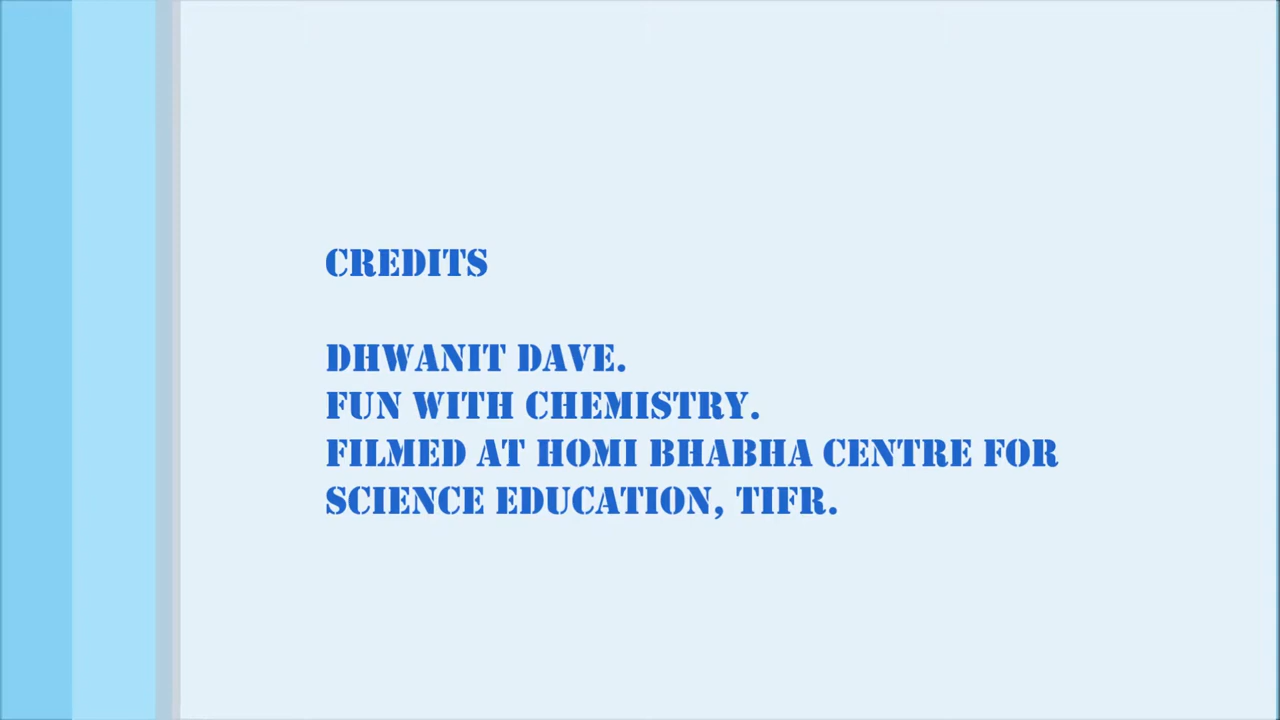 CREDITS
DHWANIT DAVE.
FUN WITH CHEMISTRY.
FILMED AT HOMI BHABHA CENTRE FOR
SCIENCE EDUCATION, TIFR.